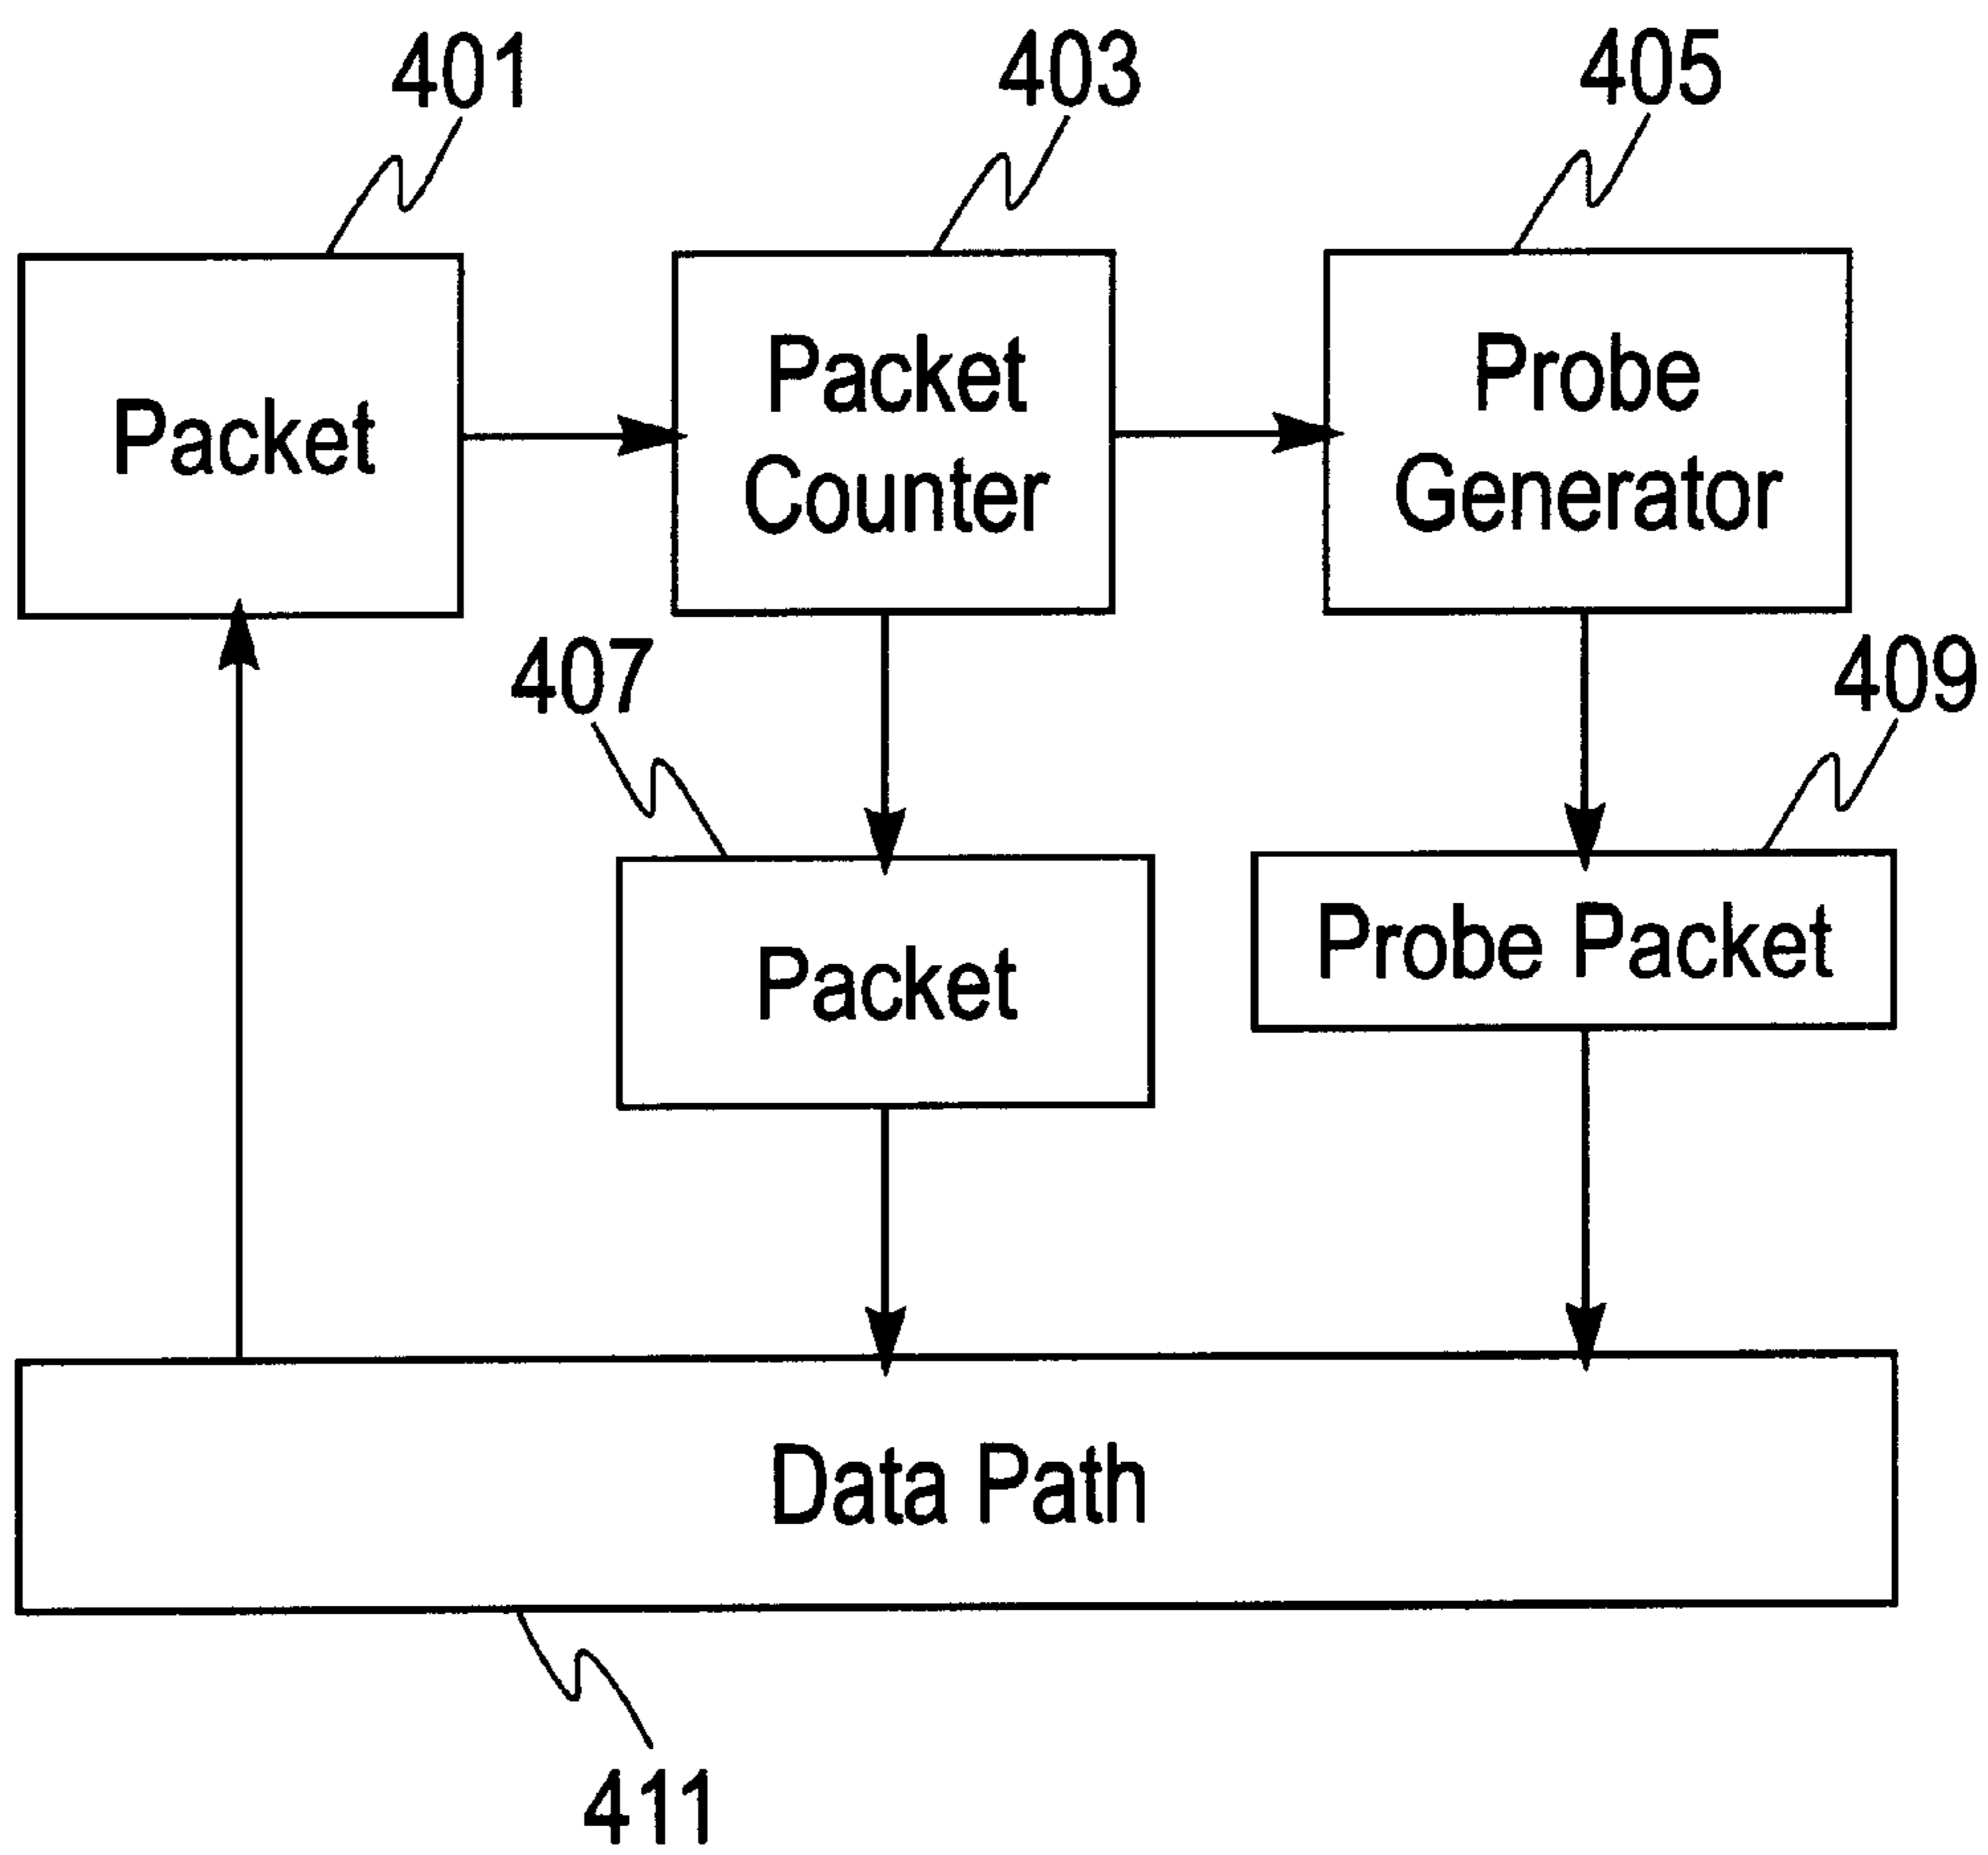 401
403
405
Packet
Packet
Counter
Probe
Generator
407
409
Packet
Probe Packet
Data Path
411